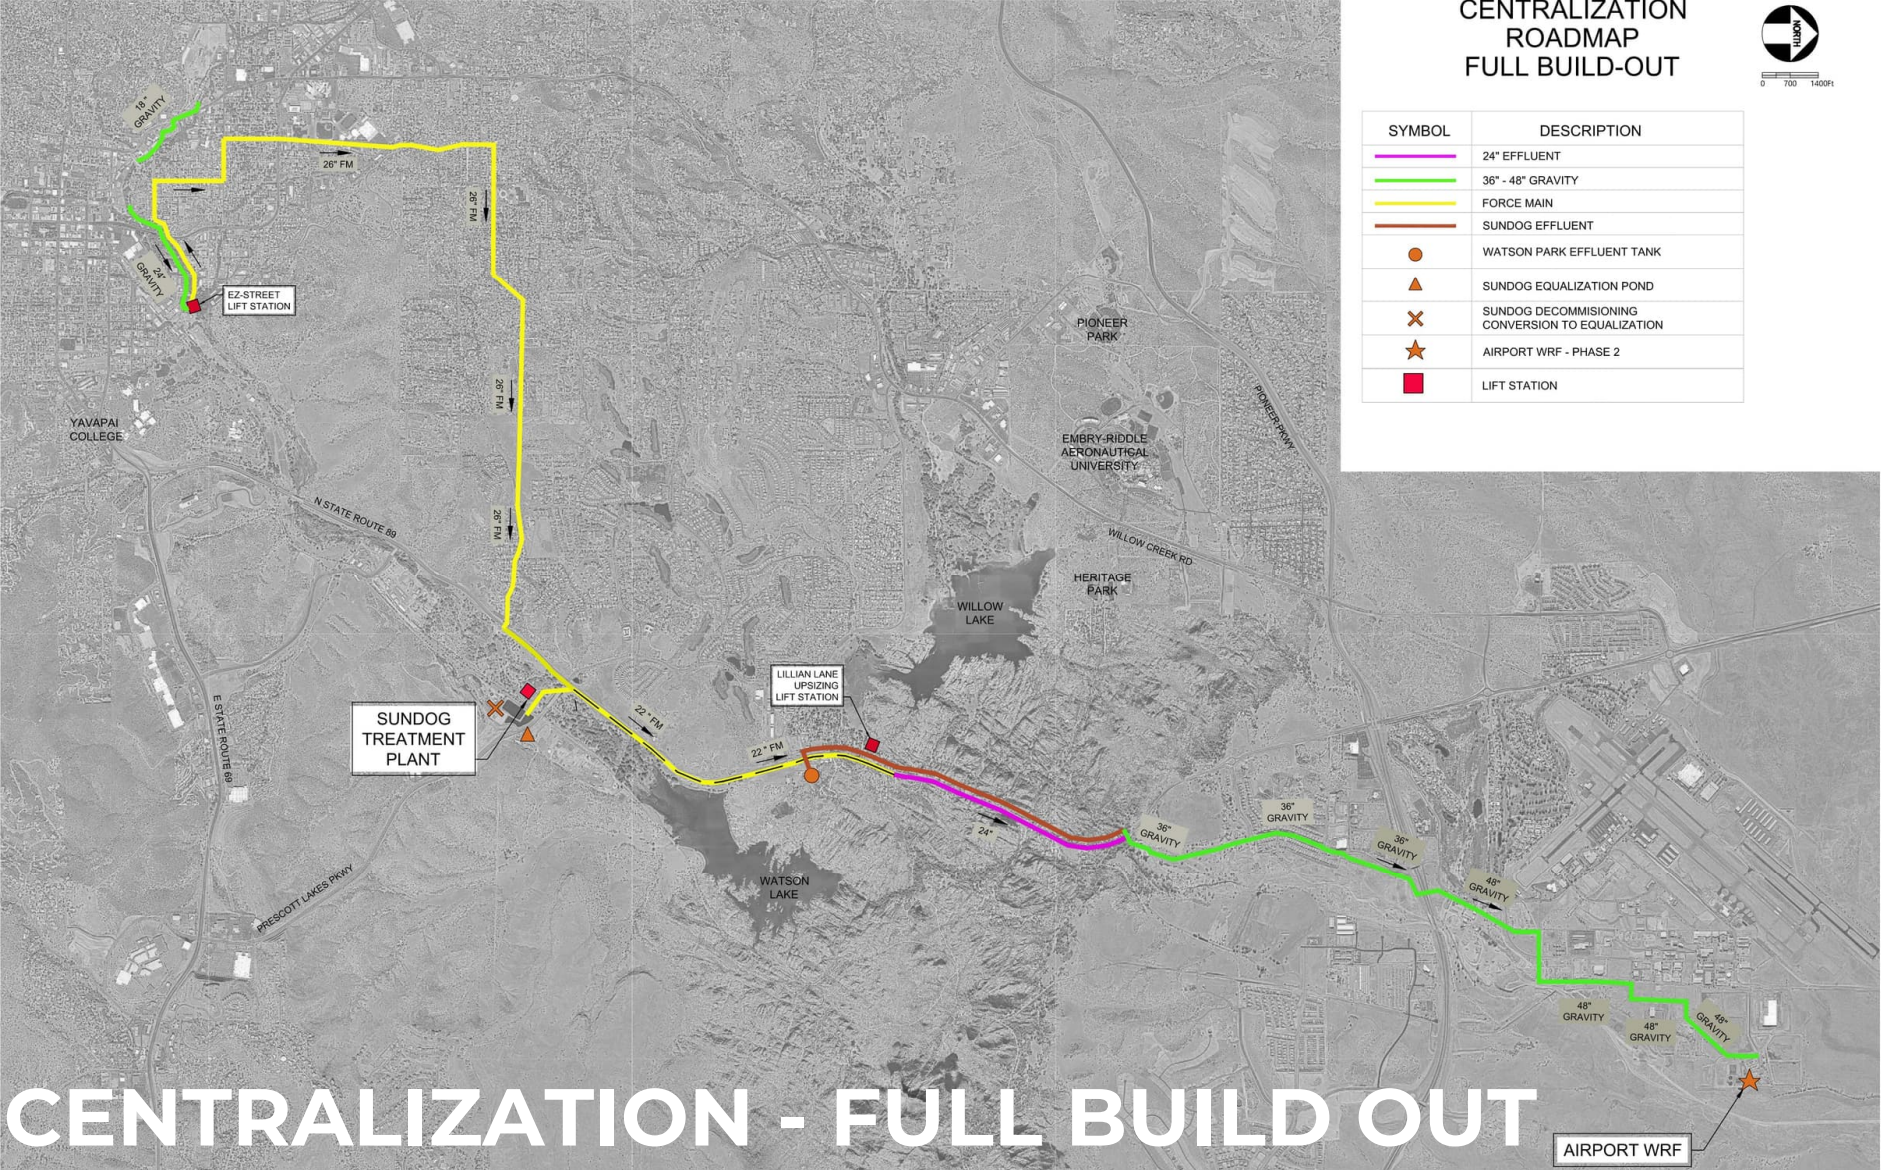 CENTRALIZATION
ROADMAP
FULL BUILD-OUT
NORTH
0 700 1400Ft
SYMBOL DESCRIPTION
24" EFFLUENT
36" - 48" GRAVITY
FORCE MAIN
SUNDOG EFFLUENT
WATSON PARK EFFLUENT TANK
SUNDOG EQUALIZATION POND
SUNDOG DECOMMISIONING
CONVERSION TO EQUALIZATION
AIRPORT WRF - PHASE 2
LIFT STATION
18"
GRAVITY
26" FM
26" FM
24"
GRAVITY
EZ-STREET
LIFT STATION
PIONEER
PARK
26" FM
PIONEER PKWY
YAVAPAI
COLLEGE
EMBRY-RIDDLE
AERONAUTICAL
UNIVERSITY
N STATE ROUTE 89
26" FM
WILLOW CREEK RD
HERITAGE
PARK
WILLOW
LAKE
LILLIAN LANE
UPSIZING
LIFT STATION
SUNDOG
TREATMENT
PLANT
22" FM
22" FM
E STATE ROUTE 69
24"
36"
GRAVITY
36"
GRAVITY
36"
GRAVITY
48"
GRAVITY
WATSON
LAKE
PRESCOTT LAKES PKWY
48"
GRAVITY
48"
GRAVITY
48"
GRAVITY
CENTRALIZATION - FULL BUILD OUT
AIRPORT WRF